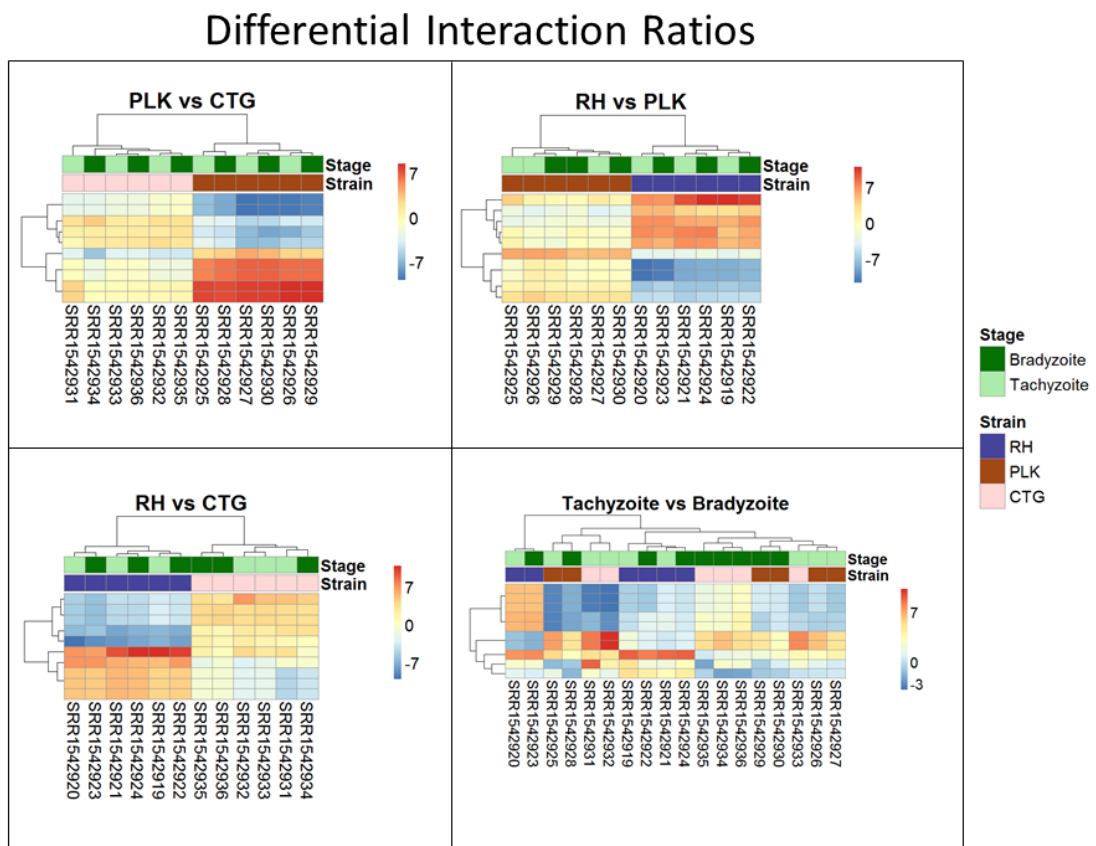 Differential Interaction Ratios
PLK vs CTG
Stage
Strain
7
0
-7
SRR1542931
SRR1542934
SRR1542933
SRR1542936
SRR1542932
SRR1542935
SRR1542925
SRR1542928
SRR1542927
SRR1542930
SRR1542926
SRR1542929
RH vs PLK
Stage
Strain
7
0
-7
SRR1542925
SRR1542926
SRR1542929
SRR1542928
SRR1542927
SRR1542930
SRR1542920
SRR1542923
SRR1542921
SRR1542924
SRR1542919
SRR1542922
Stage
Bradyzoite
Tachyzoite
Strain
RH
PLK
CTG
RH vs CTG
Stage
Strain
7
0
-7
SRR1542920
SRR1542923
SRR1542921
SRR1542924
SRR1542919
SRR1542922
SRR1542935
SRR1542936
SRR1542932
SRR1542933
SRR1542931
SRR1542934
Tachyzoite vs Bradyzoite
Stage
Strain
7
0
-3
SRR1542920
SRR1542923
SRR1542925
SRR1542928
SRR1542931
SRR1542932
SRR1542919
SRR1542922
SRR1542921
SRR1542924
SRR1542935
SRR1542934
SRR1542936
SRR1542929
SRR1542930
SRR1542933
SRR1542926
SRR1542927